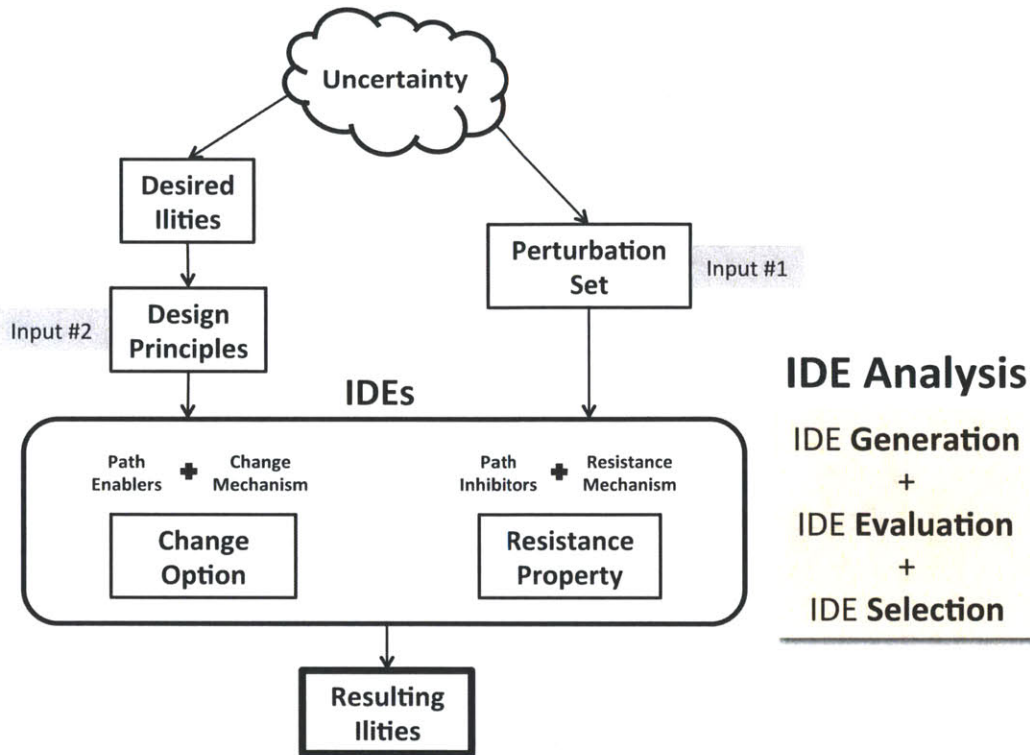 Uncertainty
Desired
Ilities
Perturbation
Set
Input #1
Input #2
Design
Principles
IDEs
Path
Enablers
Change
Mechanism
Path
Inhibitors
Resistance
Mechanism
Change
Option
Resistance
Property
Resulting
Ilities
IDE Analysis
IDE Generation
+
IDE Evaluation
+
IDE Selection